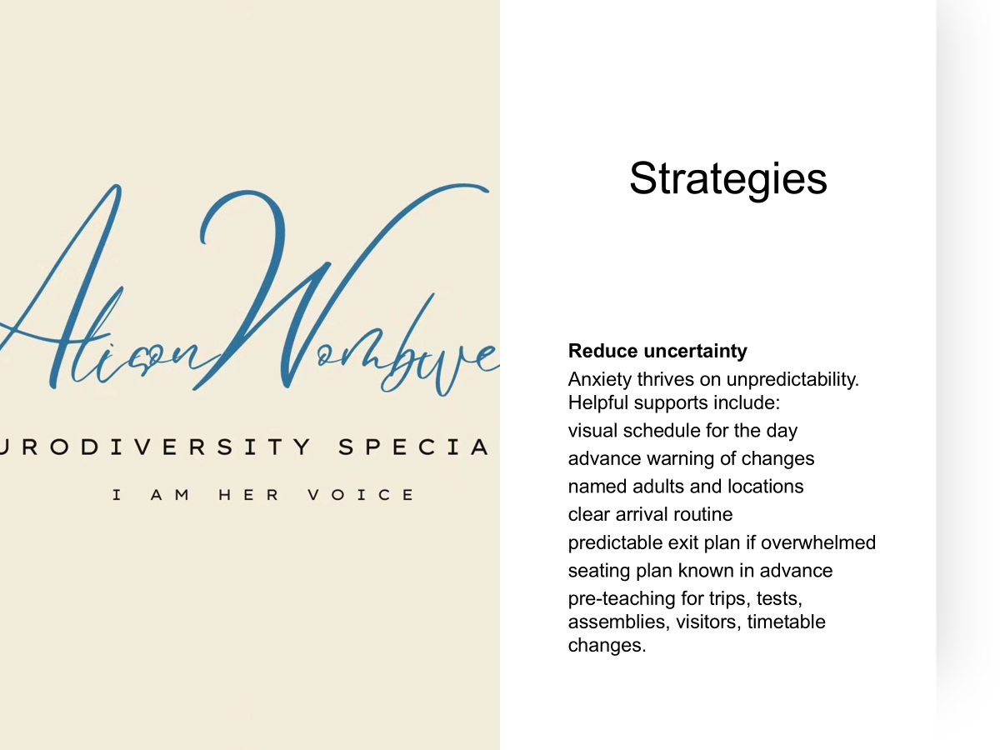 Alison Wombwe
URODIVERSITY SPECIA
I AM HER VOICE
Strategies
Reduce uncertainty
Anxiety thrives on unpredictability.
Helpful supports include:
visual schedule for the day
advance warning of changes
named adults and locations
clear arrival routine
predictable exit plan if overwhelmed
seating plan known in advance
pre-teaching for trips, tests,
assemblies, visitors, timetable
changes.